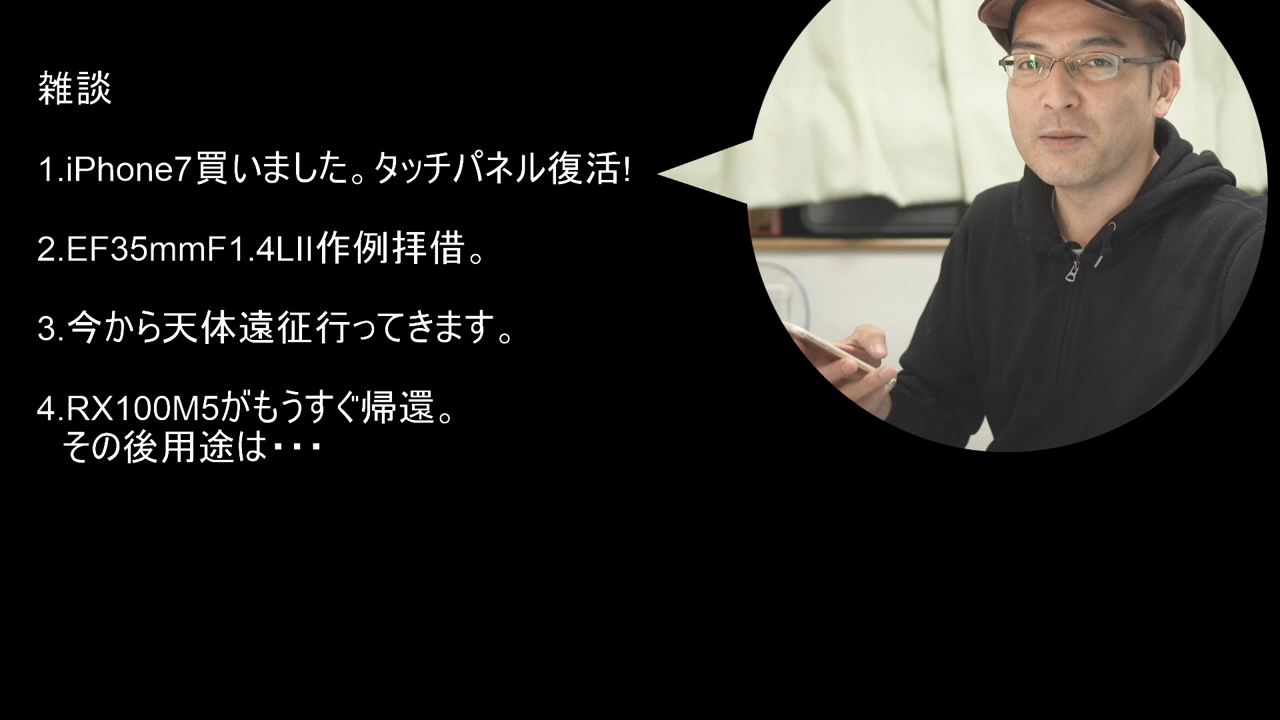 雑談
1.iPhone7買いました。タッチパネル復活!
2.EF35mmF1.4LII作例拝借。
3.今から天体遠征行ってきます。
4.RX100M5がもうすぐ帰還。
その後用途は・・・